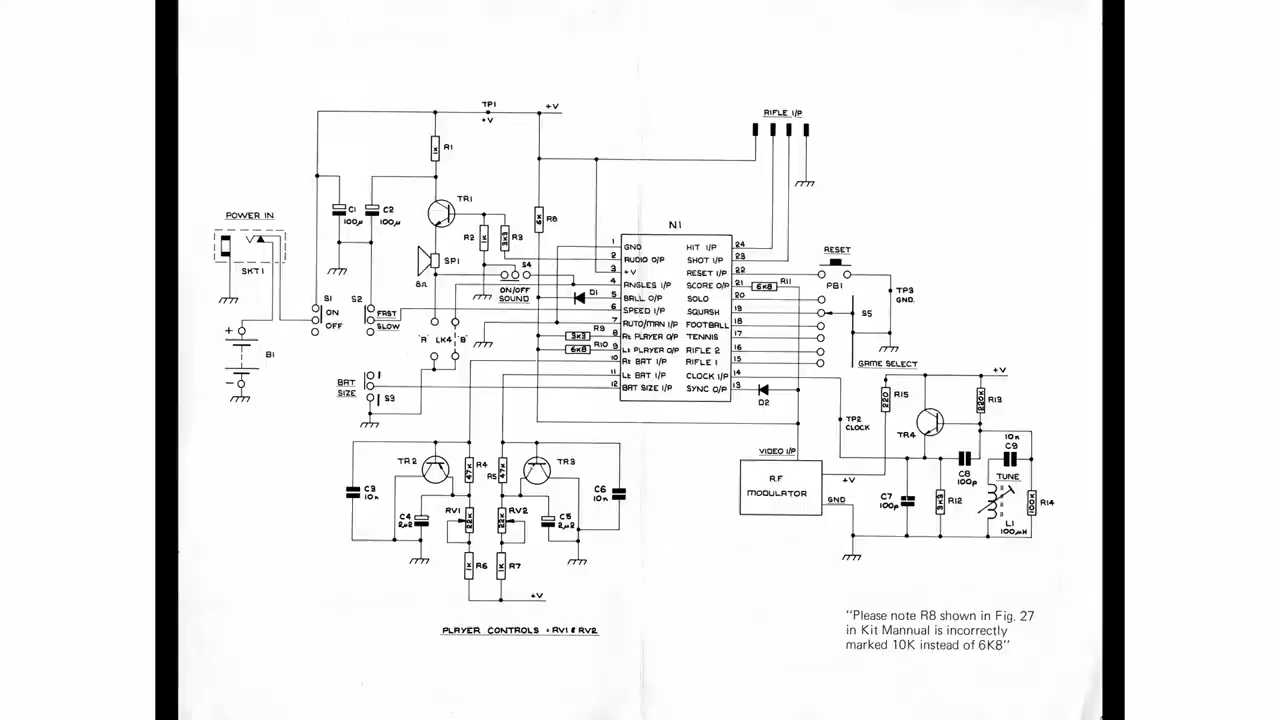 TP1
+V
+V
RIFLE I/P
R1
1K
C1
100µ
C2
100µ
TR1
POWER IN
SKT1
R2
1K
R3
3K3
R8
6K
N1
SP1
8Ω
S4
ON/OFF
SOUND
D1
1 GND
2 AUDIO O/P
3 +V
4 ANGLES I/P
5 BALL O/P
6 SPEED I/P
7 AUTO/MAN I/P
8 Rt PLAYER O/P
9 Lt PLAYER O/P
10 Rt BAT I/P
11 Lt BAT I/P
12 BAT SIZE I/P
HIT I/P 24
SHOT I/P 23
RESET I/P 22
SCORE O/P 21
SOLO 20
SQUASH 19
FOOTBALL 18
TENNIS 17
RIFLE 2 16
RIFLE 1 15
CLOCK I/P 14
SYNC O/P 13
R11
6K8
RESET
PB1
TP3
GND.
S5
GAME SELECT
S1
ON
OFF
S2
FAST
SLOW
"A" LK4 "B"
R9
3K3
R10
6K8
+
B1
–
BAT
SIZE
S3
D2
TP2
CLOCK
R15
220
+V
R13
220K
TR4
10n
C9
C8
100p
TUNE
C7
100p
R12
3K3
L1
100µH
R14
100K
VIDEO I/P
R.F
MODULATOR
+V
GND
TR2
R4
47K
R5
47K
TR3
C3
10n
C4
2µ2
RV1
22K
RV2
22K
C5
2µ2
C6
10n
R6
1K
R7
1K
+V
PLAYER CONTROLS = RV1 & RV2
"Please note R8 shown in Fig. 27
in Kit Mannual is incorrectly
marked 10K instead of 6K8"